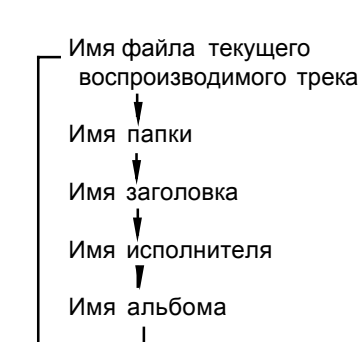 Имя файла текущего
воспроизводимого трека
Имя папки
Имя заголовка
Имя исполнителя
Имя альбома